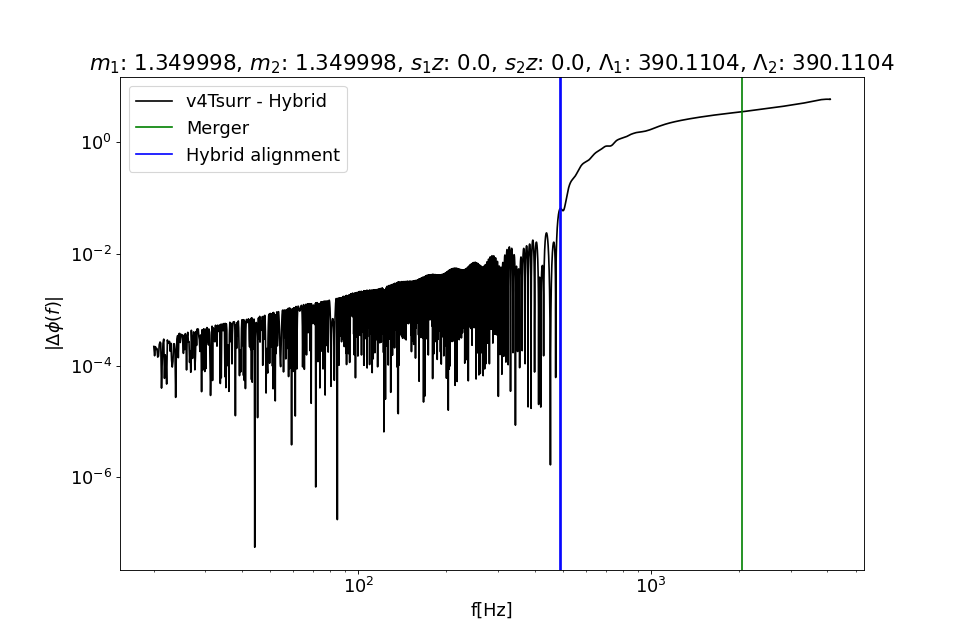 m₁: 1.349998, m₂: 1.349998, s₁z: 0.0, s₂z: 0.0, Λ₁: 390.1104, Λ₂: 390.1104
v4Tsurr - Hybrid
Merger
Hybrid alignment
10⁰
10⁻²
10⁻⁴
10⁻⁶
|Δϕ(f)|
10² 10³
f[Hz]